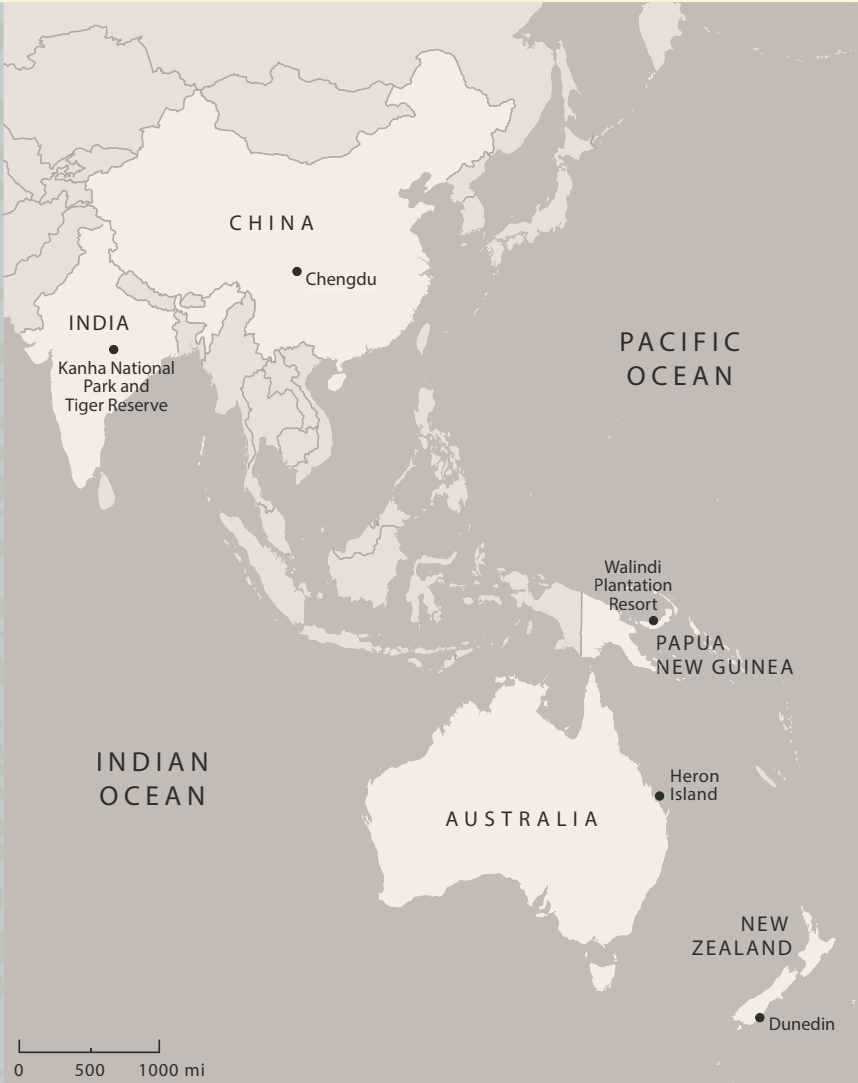 CHINA
Chengdu
INDIA
Kanha National
Park and
Tiger Reserve
PACIFIC
OCEAN
Walindi
Plantation
Resort
PAPUA
NEW GUINEA
INDIAN
OCEAN
Heron
Island
AUSTRALIA
NEW
ZEALAND
Dunedin
0 500 1000 mi